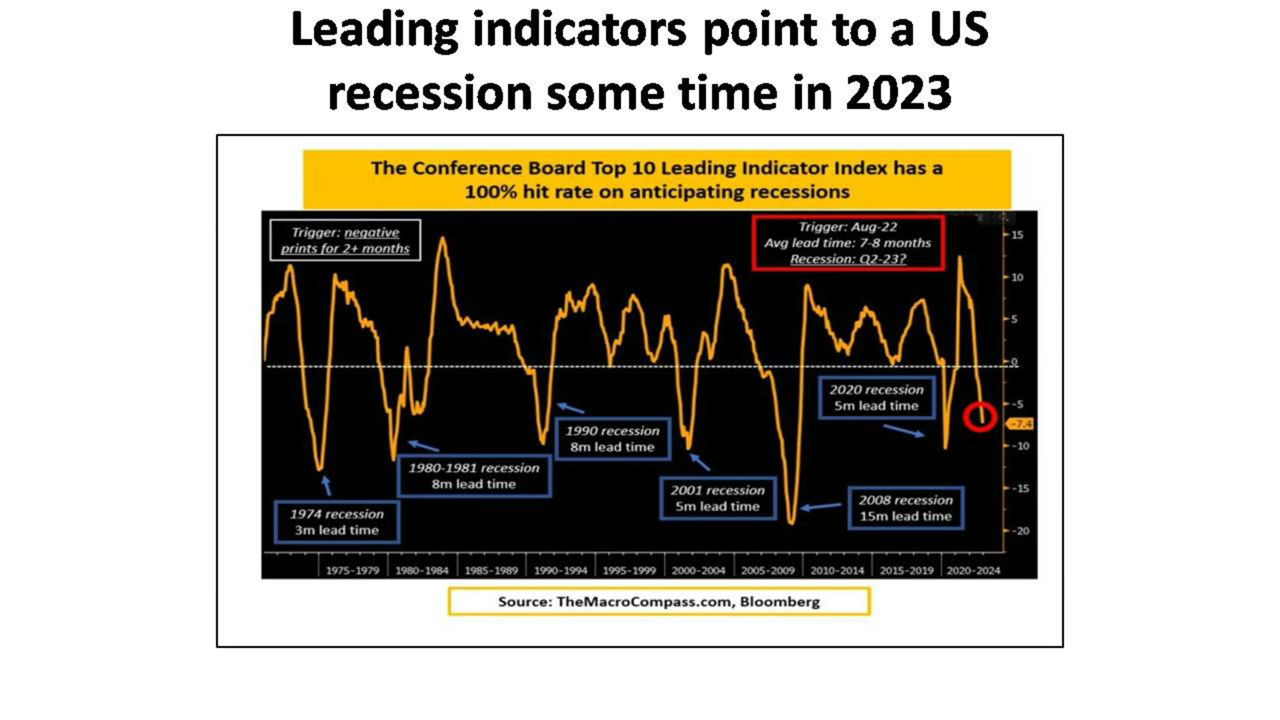 Leading indicators point to a US
recession some time in 2023
The Conference Board Top 10 Leading Indicator Index has a
100% hit rate on anticipating recessions
Trigger: negative
prints for 2+ months
Trigger: Aug-22
Avg lead time: 7-8 months
Recession: Q2-23?
15
10
5
0
-5
-7.4
-10
-15
-20
2020 recession
5m lead time
1990 recession
8m lead time
1980-1981 recession
8m lead time
2001 recession
5m lead time
2008 recession
15m lead time
1974 recession
3m lead time
1975-1979
1980-1984
1985-1989
1990-1994
1995-1999
2000-2004
2005-2009
2010-2014
2015-2019
2020-2024
Source: TheMacroCompass.com, Bloomberg